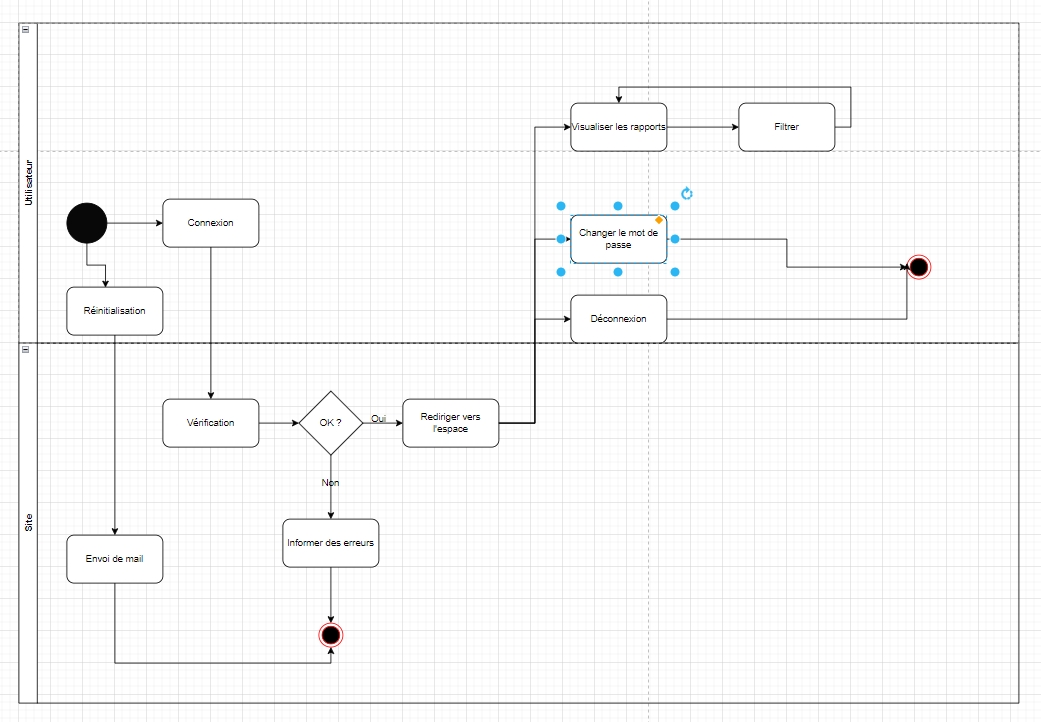 Utilisateur
Visualiser les rapports
Filtrer
Connexion
Changer le mot de
passe
Réinitialisation
Déconnexion
Site
Vérification
OK ?
Oui
Rediriger vers
l'espace
Non
Informer des erreurs
Envoi de mail